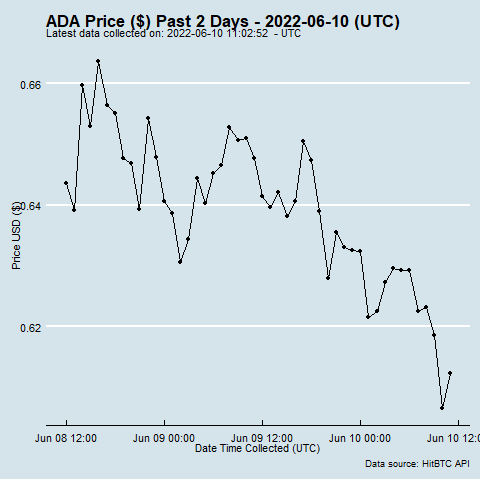 ADA Price ($) Past 2 Days - 2022-06-10 (UTC)
Latest data collected on: 2022-06-10 11:02:52  - UTC
0.66
0.64
0.62
Price USD ($)
Jun 08 12:00 Jun 09 00:00 Jun 09 12:00 Jun 10 00:00 Jun 10 12:00
Date Time Collected (UTC)
Data source: HitBTC API